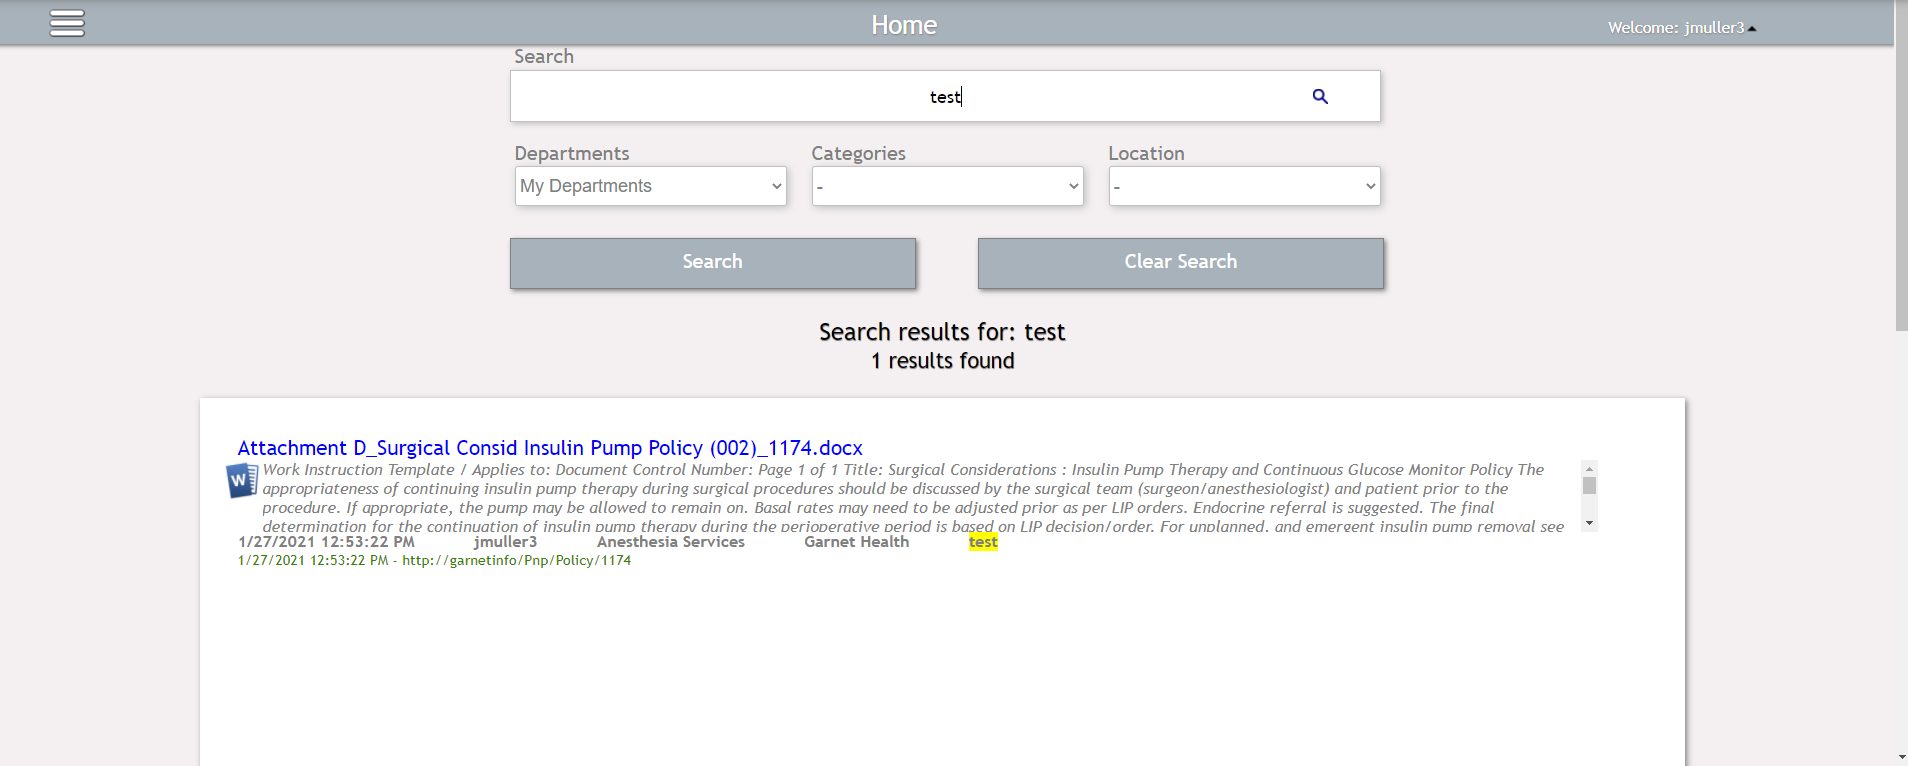 Home
Welcome: jmuller3
Search
test
Departments
Categories
Location
My Departments
-
-
Search
Clear Search
Search results for: test
1 results found
Attachment D_Surgical Consid Insulin Pump Policy (002)_1174.docx
W
Work Instruction Template / Applies to: Document Control Number: Page 1 of 1 Title: Surgical Considerations : Insulin Pump Therapy and Continuous Glucose Monitor Policy The
appropriateness of continuing insulin pump therapy during surgical procedures should be discussed by the surgical team (surgeon/anesthesiologist) and patient prior to the
procedure. If appropriate, the pump may be allowed to remain on. Basal rates may need to be adjusted prior as per LIP orders. Endocrine referral is suggested. The final
determination for the continuation of insulin pump therapy during the perioperative period is based on LIP decision/order. For unplanned, and emergent insulin pump removal see
1/27/2021 12:53:22 PM jmuller3 Anesthesia Services Garnet Health test
1/27/2021 12:53:22 PM - http://garnetinfo/Pnp/Policy/1174